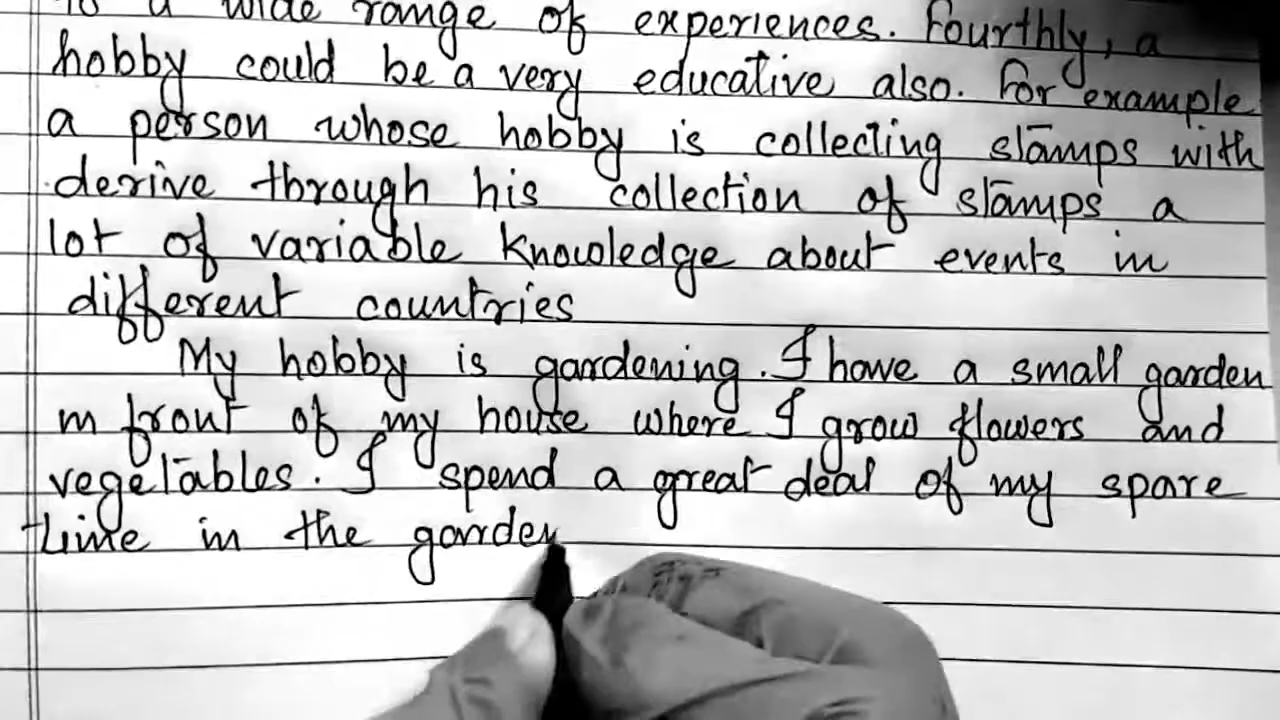 to a wide range of experiences. Fourthly, a
hobby could be a very educative also. For example
a person whose hobby is collecting stamps with
derive through his collection of stamps a
lot of variable knowledge about events in
different countries
My hobby is gardening. I have a small garden
in front of my house where I grow flowers and
vegetables. I spend a great deal of my spare
time in the garden